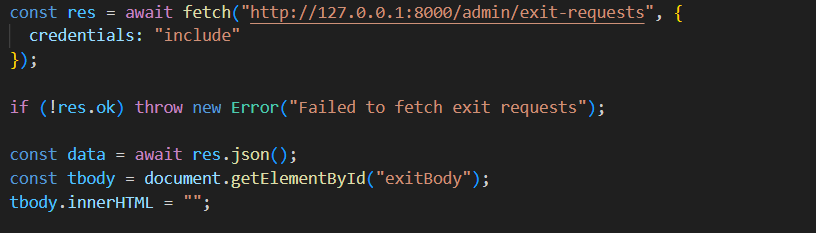 const res = await fetch("http://127.0.0.1:8000/admin/exit-requests", {
  credentials: "include"
});
if (!res.ok) throw new Error("Failed to fetch exit requests");
const data = await res.json();
const tbody = document.getElementById("exitBody");
tbody.innerHTML = "";